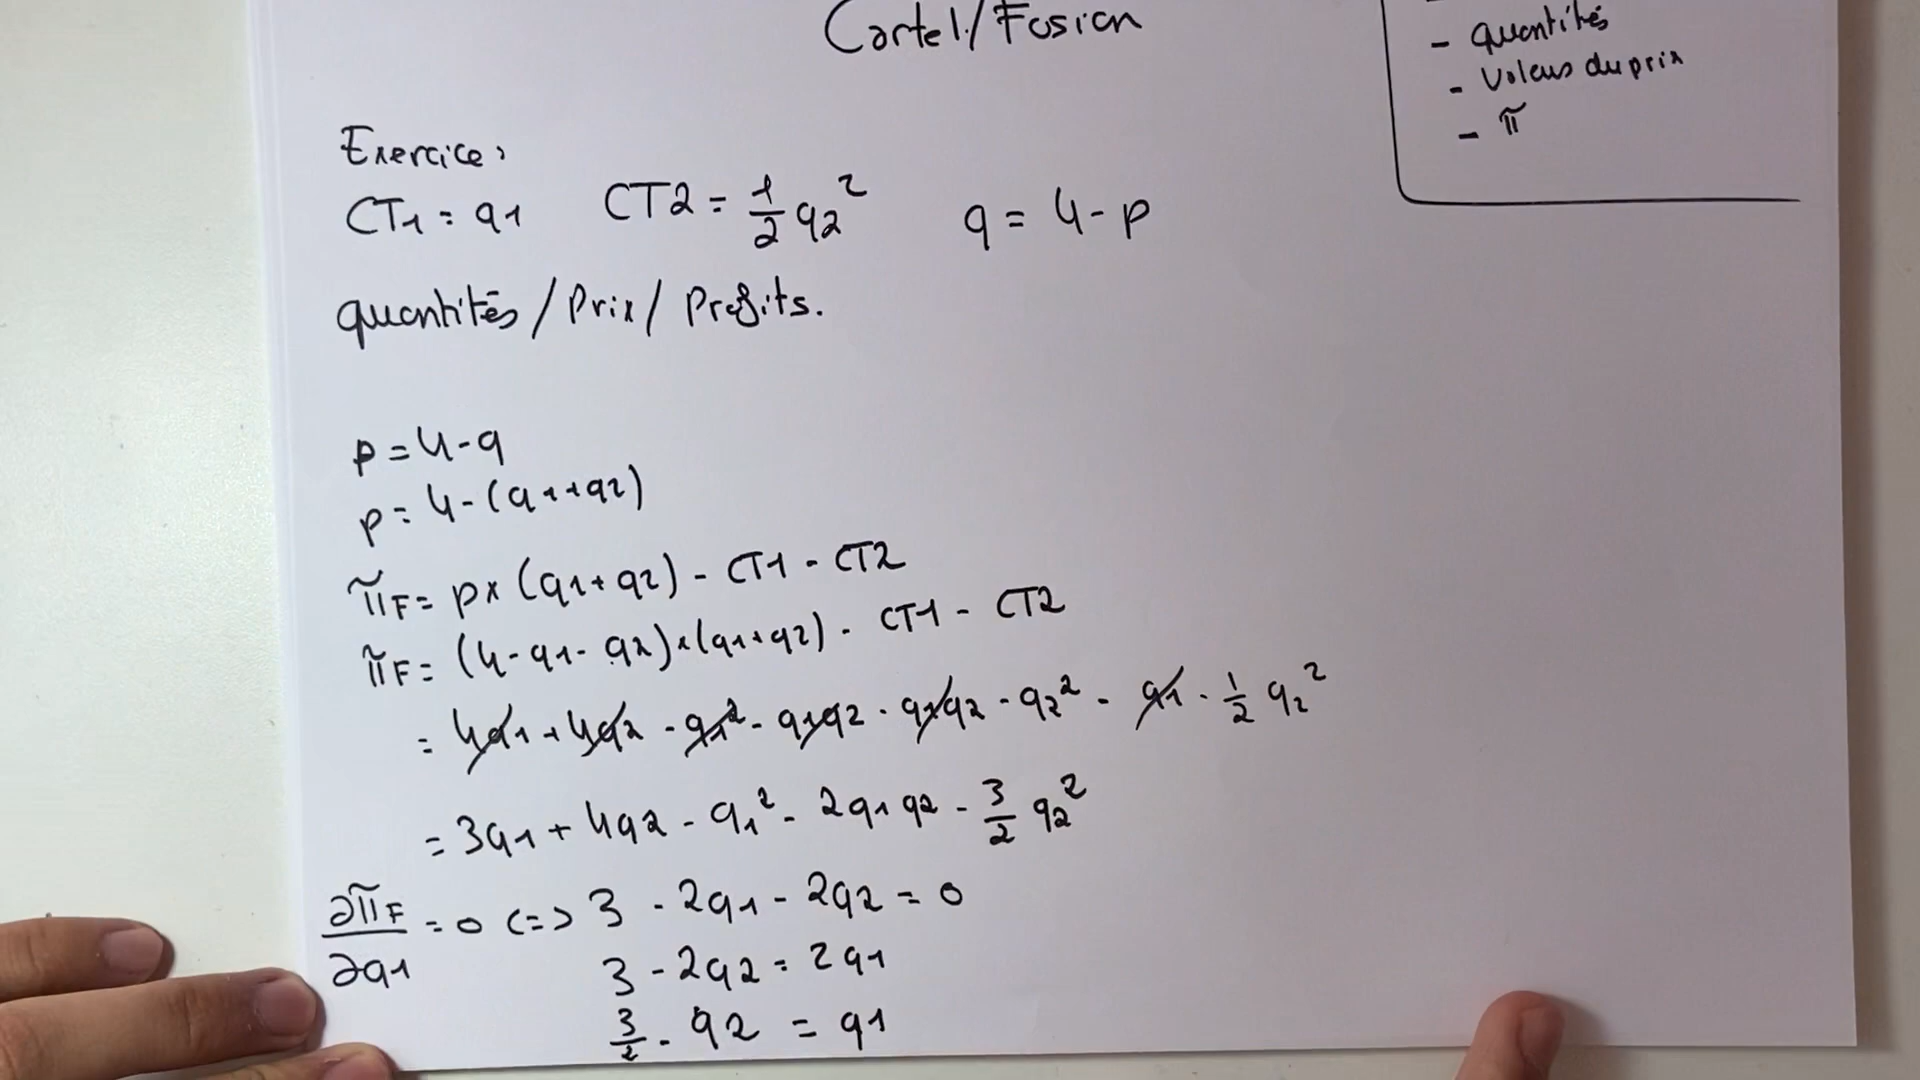 Cartel/Fusion
- quantités
- Valeur du prix
- π
Exercice:
CT1 = q1 CT2 = 1/2 q2² q = 4 - p
quantités / Prix / Profits.
p = 4 - q
p = 4 - (q1 + q2)
πF = p × (q1 + q2) - CT1 - CT2
πF = (4 - q1 - q2) × (q1 + q2) - CT1 - CT2
= 4q1 + 4q2 - q1² - q1q2 - q1q2 - q2² - q1 - 1/2 q2²
= 3q1 + 4q2 - q1² - 2q1q2 - 3/2 q2²
∂πF/∂q1 = 0 <=> 3 - 2q1 - 2q2 = 0
3 - 2q2 = 2q1
3/2 - q2 = q1